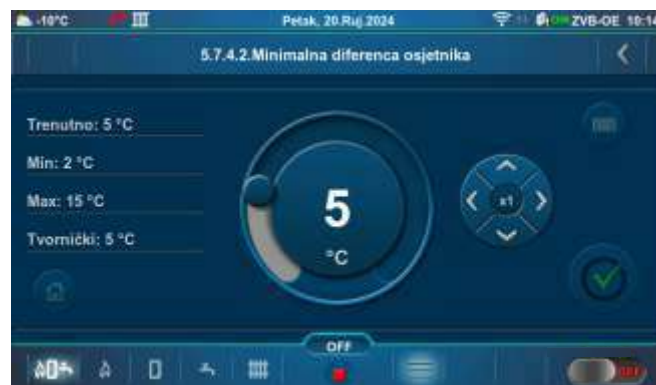 -10°C Petak, 20.Ruj.2024 ZVB-OE 10:14
5.7.4.2.Minimalna diferenca osjetnika
Trenutno: 5 °C
Min: 2 °C
Max: 15 °C
Tvornički: 5 °C
5
°C
x1
OFF
OFF